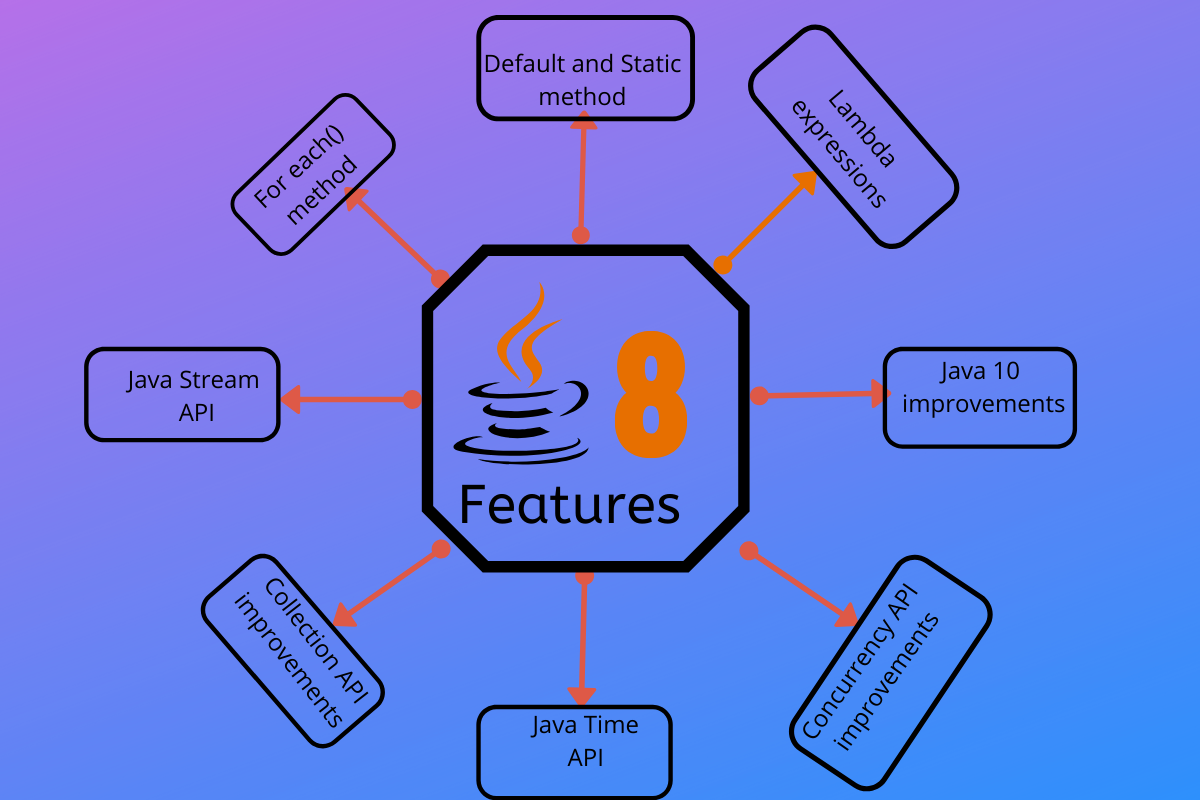 Default and Static
method
Lambda
expressions
For each()
method
Java Stream
API
8
Features
Java 10
improvements
Collection API
improvements
Java Time
API
Concurrency API
improvements